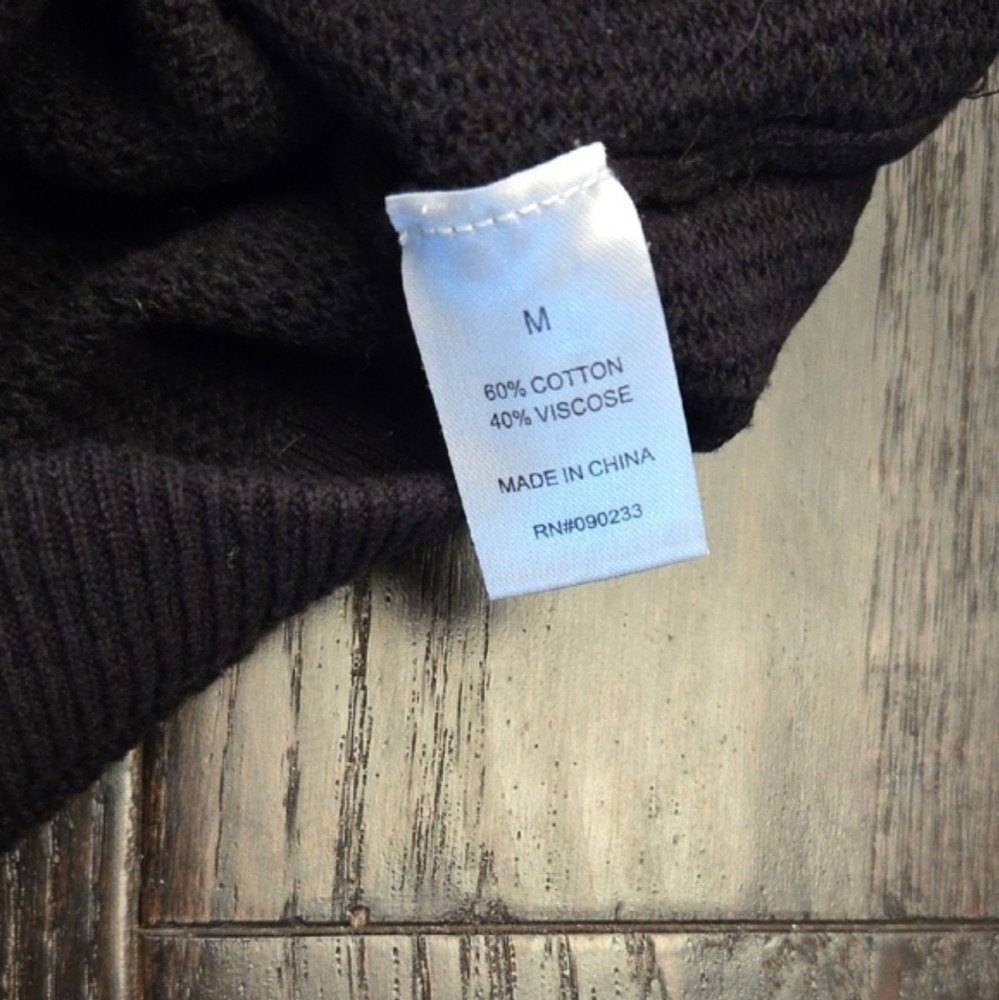 M
60% COTTON
40% VISCOSE
MADE IN CHINA
RN#090233